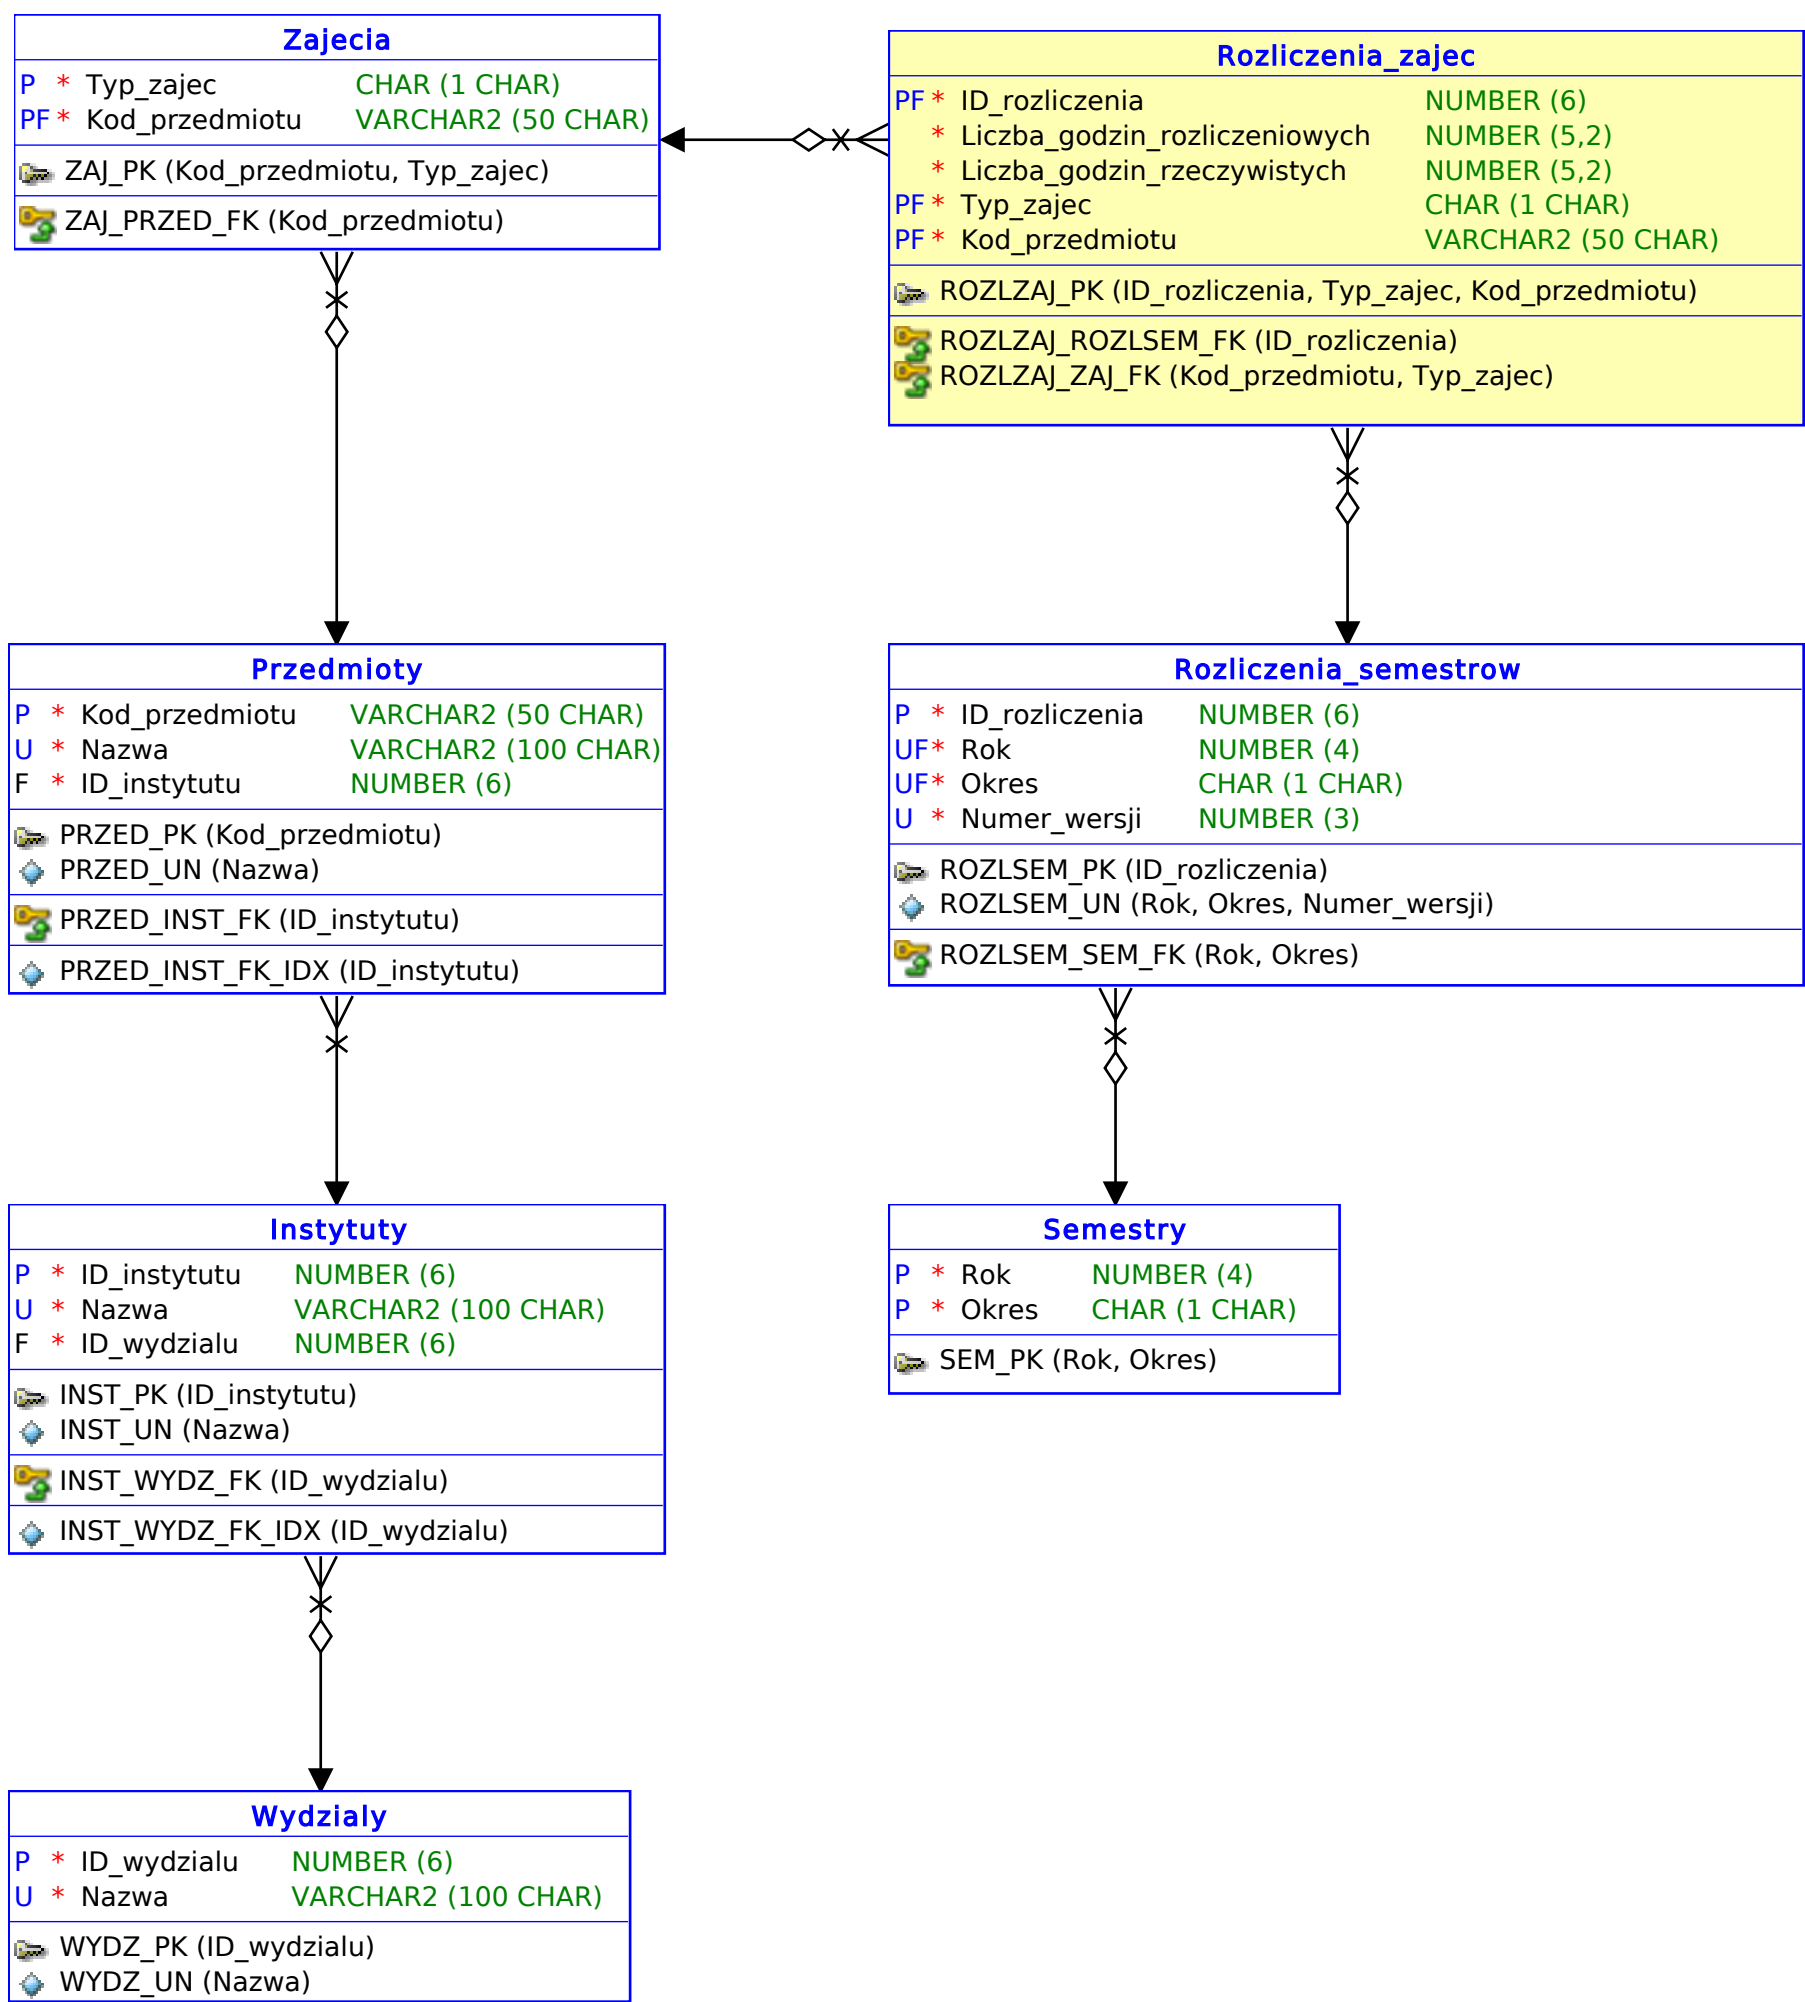 Zajecia
P * Typ_zajec CHAR (1 CHAR)
PF * Kod_przedmiotu VARCHAR2 (50 CHAR)
ZAJ_PK (Kod_przedmiotu, Typ_zajec)
ZAJ_PRZED_FK (Kod_przedmiotu)
Rozliczenia_zajec
PF * ID_rozliczenia NUMBER (6)
* Liczba_godzin_rozliczeniowych NUMBER (5,2)
* Liczba_godzin_rzeczywistych NUMBER (5,2)
PF * Typ_zajec CHAR (1 CHAR)
PF * Kod_przedmiotu VARCHAR2 (50 CHAR)
ROZLZAJ_PK (ID_rozliczenia, Typ_zajec, Kod_przedmiotu)
ROZLZAJ_ROZLSEM_FK (ID_rozliczenia)
ROZLZAJ_ZAJ_FK (Kod_przedmiotu, Typ_zajec)
Przedmioty
P * Kod_przedmiotu VARCHAR2 (50 CHAR)
U * Nazwa VARCHAR2 (100 CHAR)
F * ID_instytutu NUMBER (6)
PRZED_PK (Kod_przedmiotu)
PRZED_UN (Nazwa)
PRZED_INST_FK (ID_instytutu)
PRZED_INST_FK_IDX (ID_instytutu)
Rozliczenia_semestrow
P * ID_rozliczenia NUMBER (6)
UF * Rok NUMBER (4)
UF * Okres CHAR (1 CHAR)
U * Numer_wersji NUMBER (3)
ROZLSEM_PK (ID_rozliczenia)
ROZLSEM_UN (Rok, Okres, Numer_wersji)
ROZLSEM_SEM_FK (Rok, Okres)
Instytuty
P * ID_instytutu NUMBER (6)
U * Nazwa VARCHAR2 (100 CHAR)
F * ID_wydzialu NUMBER (6)
INST_PK (ID_instytutu)
INST_UN (Nazwa)
INST_WYDZ_FK (ID_wydzialu)
INST_WYDZ_FK_IDX (ID_wydzialu)
Semestry
P * Rok NUMBER (4)
P * Okres CHAR (1 CHAR)
SEM_PK (Rok, Okres)
Wydzialy
P * ID_wydzialu NUMBER (6)
U * Nazwa VARCHAR2 (100 CHAR)
WYDZ_PK (ID_wydzialu)
WYDZ_UN (Nazwa)